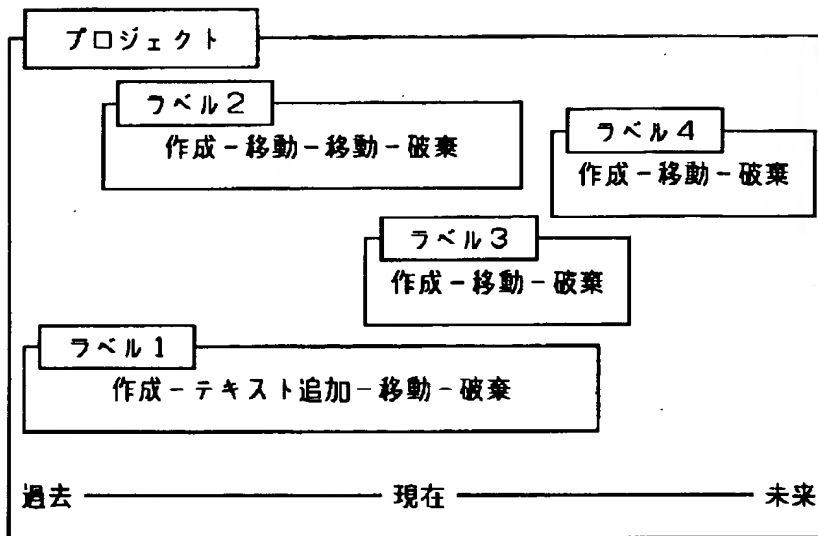 プロジェクト
ラベル2
作成-移動-移動-破棄
ラベル4
作成-移動-破棄
ラベル3
作成-移動-破棄
ラベル1
作成-テキスト追加-移動-破棄
過去 現在 未来